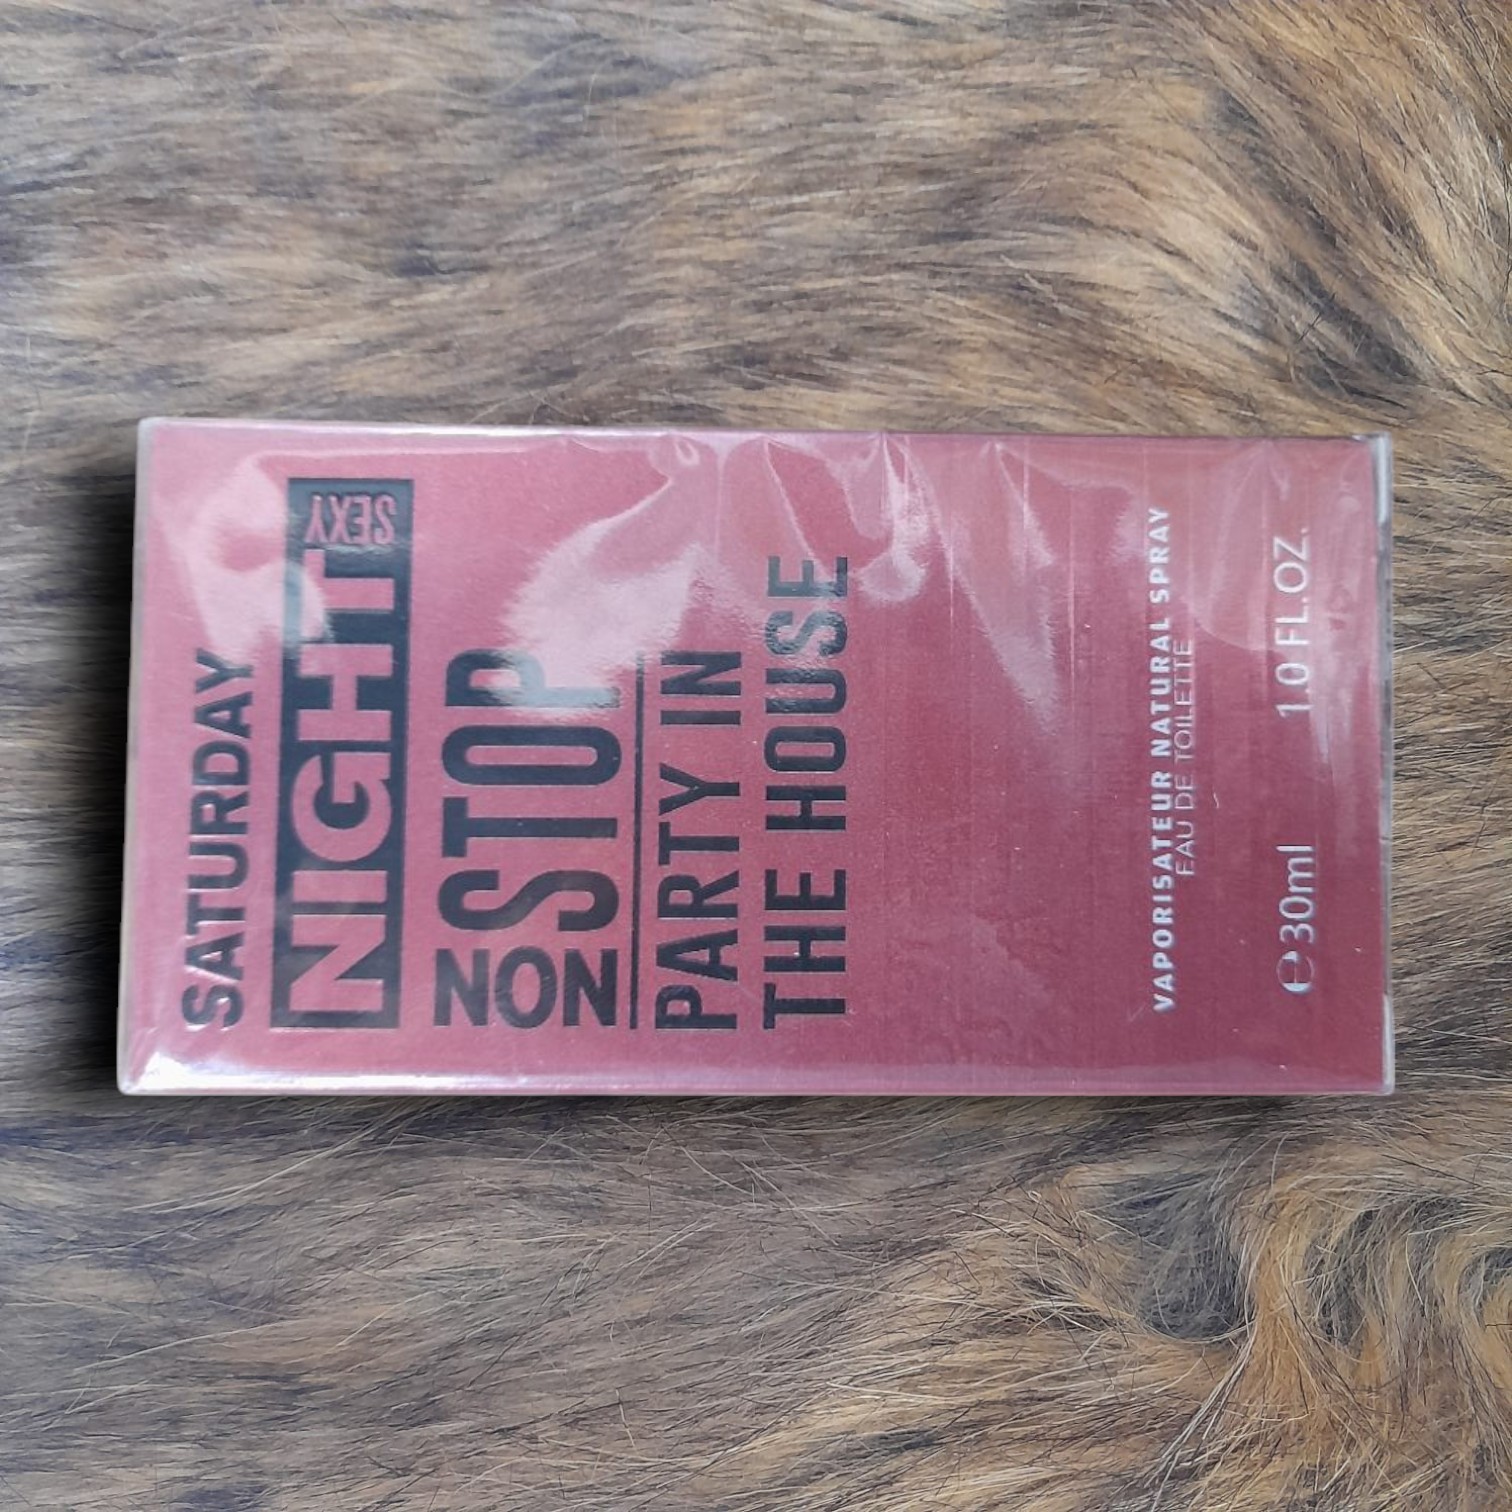 SATURDAY
NIGHT SEXY
NON STOP
PARTY IN
THE HOUSE
VAPORISATEUR NATURAL SPRAY
EAU DE TOILETTE
℮30ml 1.0 FL.OZ.